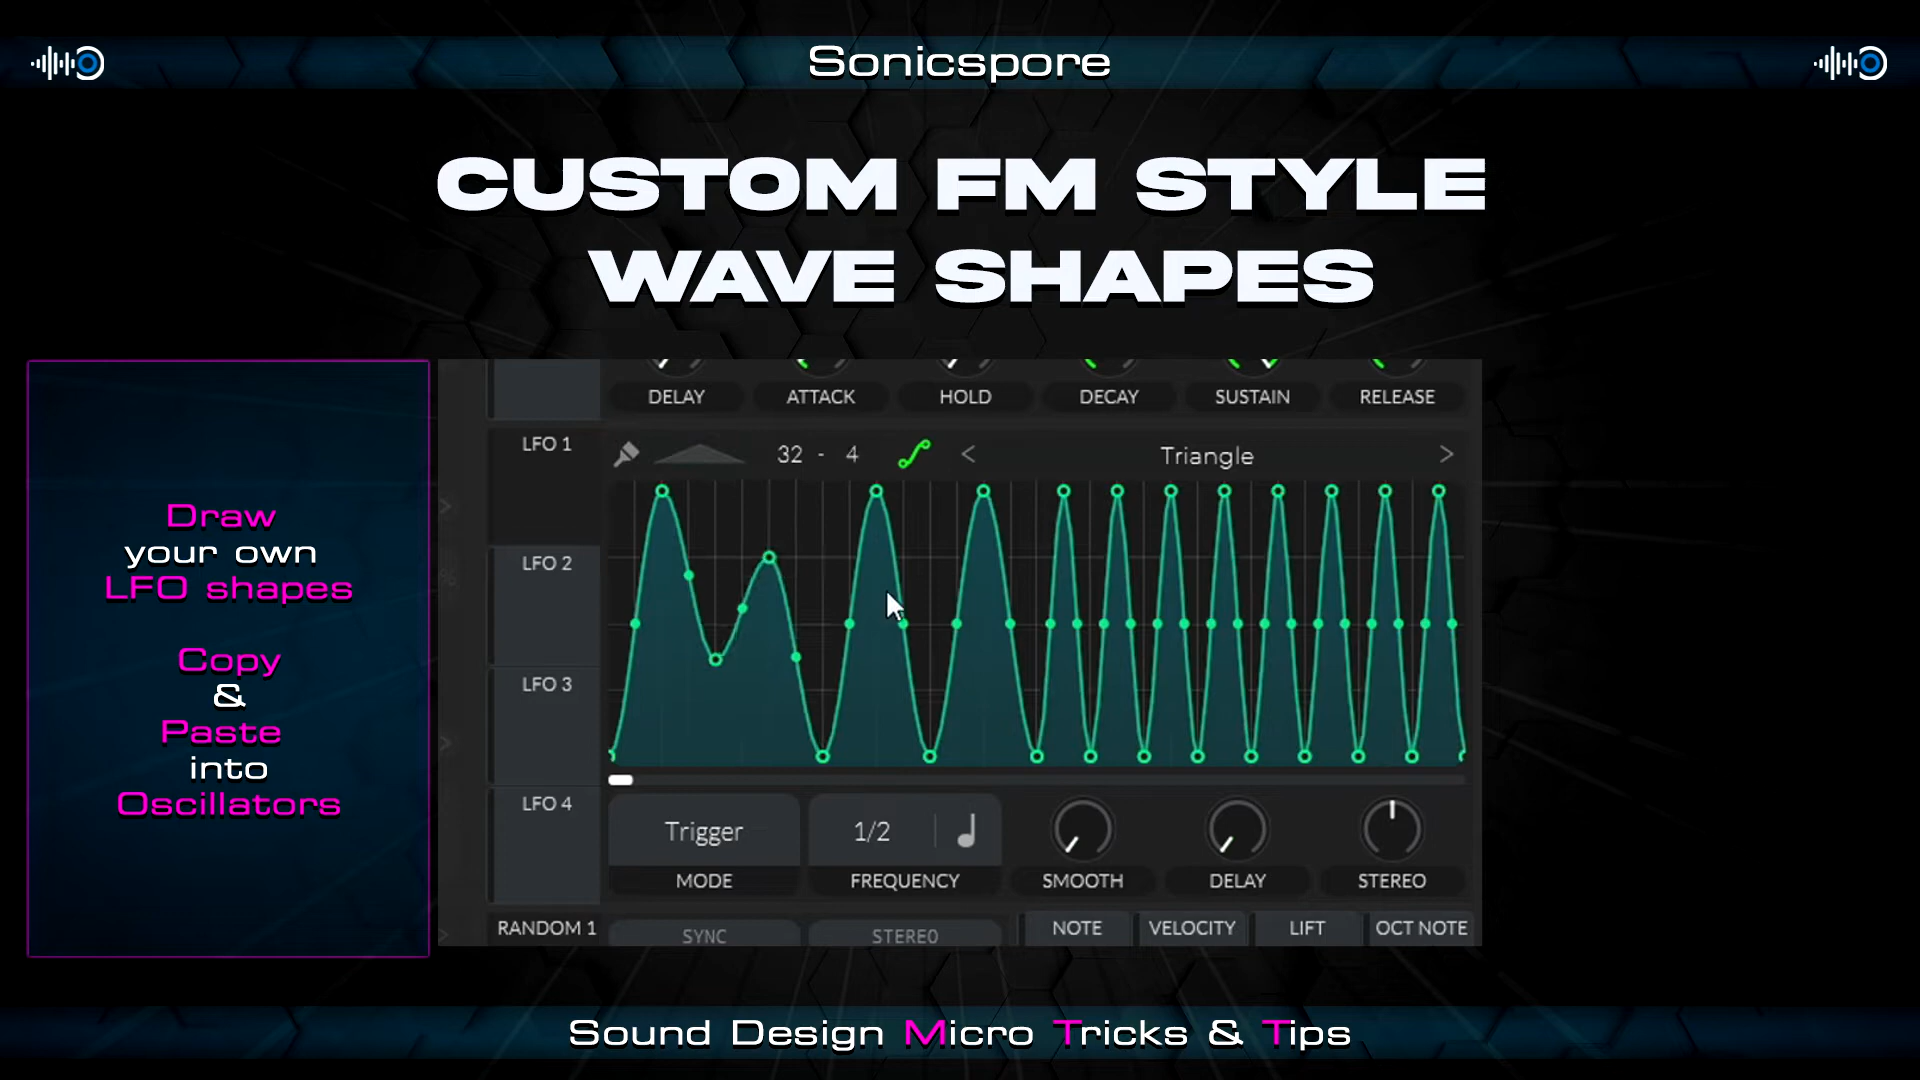 Sonicspore
CUSTOM FM STYLE
WAVE SHAPES
Draw
your own
LFO shapes
Copy
&
Paste
into
Oscillators
DELAY ATTACK HOLD DECAY SUSTAIN RELEASE
LFO 1
32 - 4 < Triangle >
LFO 2
LFO 3
LFO 4
Trigger 1/2
MODE FREQUENCY SMOOTH DELAY STEREO
RANDOM 1 SYNC STEREO NOTE VELOCITY LIFT OCT NOTE
Sound Design Micro Tricks & Tips